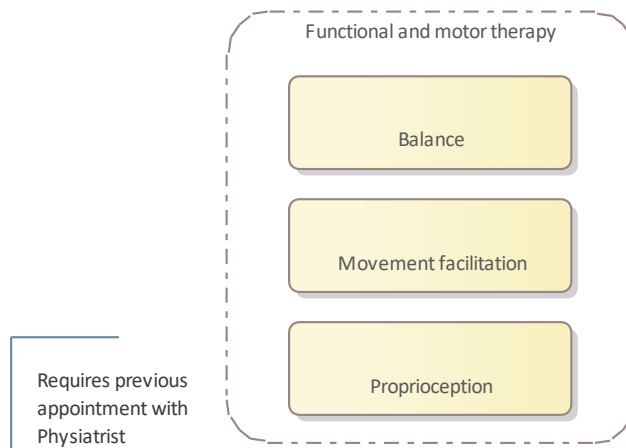 Functional and motor therapy
Balance
Movement facilitation
Proprioception
Requires previous
appointment with
Physiatrist